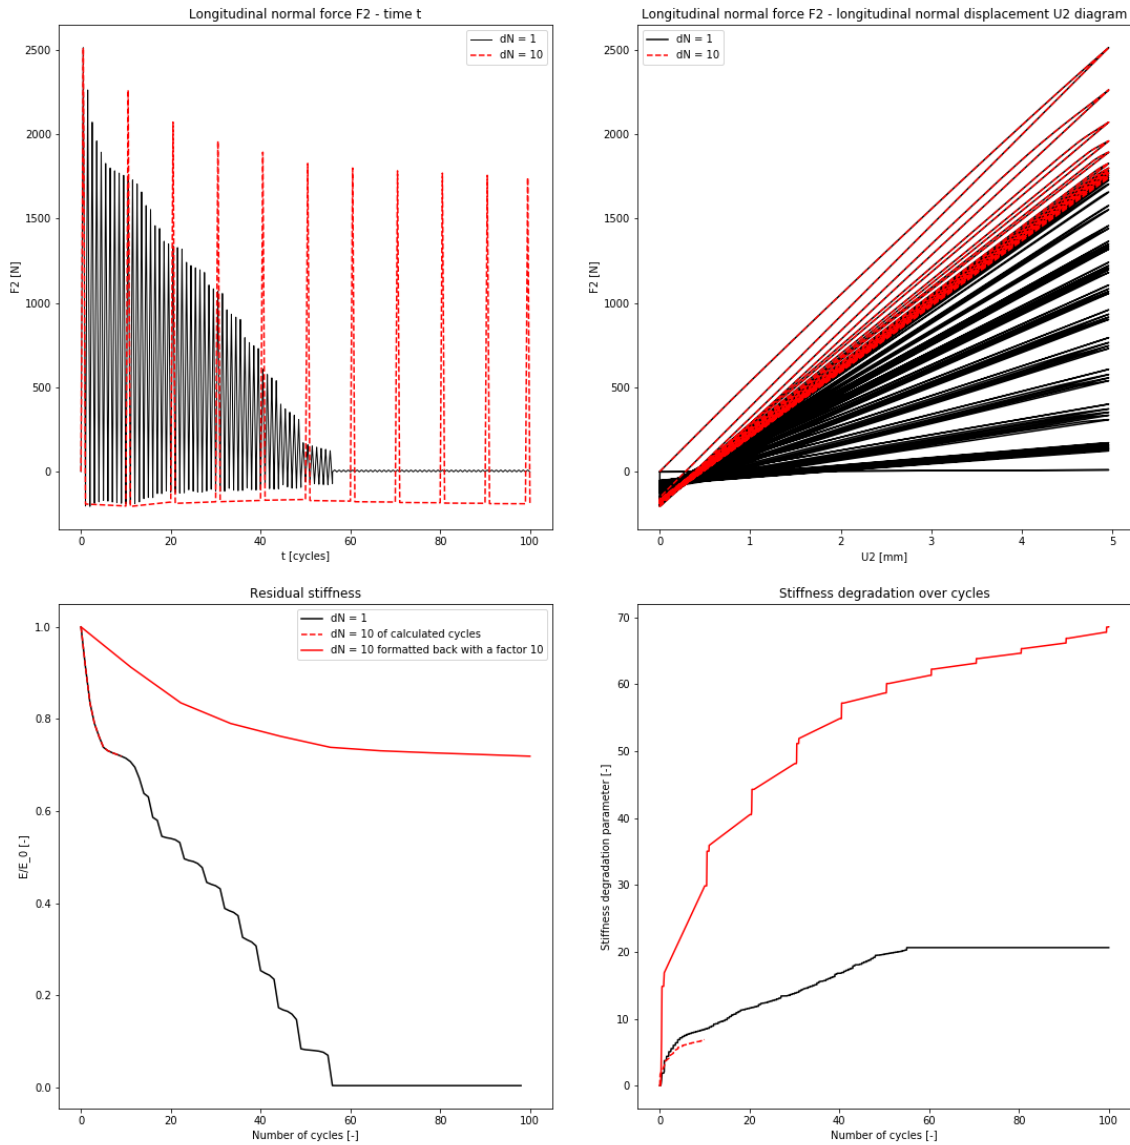 Longitudinal normal force F2 - time t
dN = 1
dN = 10
2500
2000
1500
1000
500
0
F2 [N]
0
20
40
60
80
100
t [cycles]
Longitudinal normal force F2 - longitudinal normal displacement U2 diagram
dN = 1
dN = 10
2500
2000
1500
1000
500
0
F2 [N]
0
1
2
3
4
5
U2 [mm]
Residual stiffness
dN = 1
dN = 10 of calculated cycles
dN = 10 formatted back with a factor 10
1.0
0.8
0.6
0.4
0.2
0.0
E/E_0 [-]
0
20
40
60
80
100
Number of cycles [-]
Stiffness degradation over cycles
70
60
50
40
30
20
10
0
Stiffness degradation parameter [-]
0
20
40
60
80
100
Number of cycles [-]